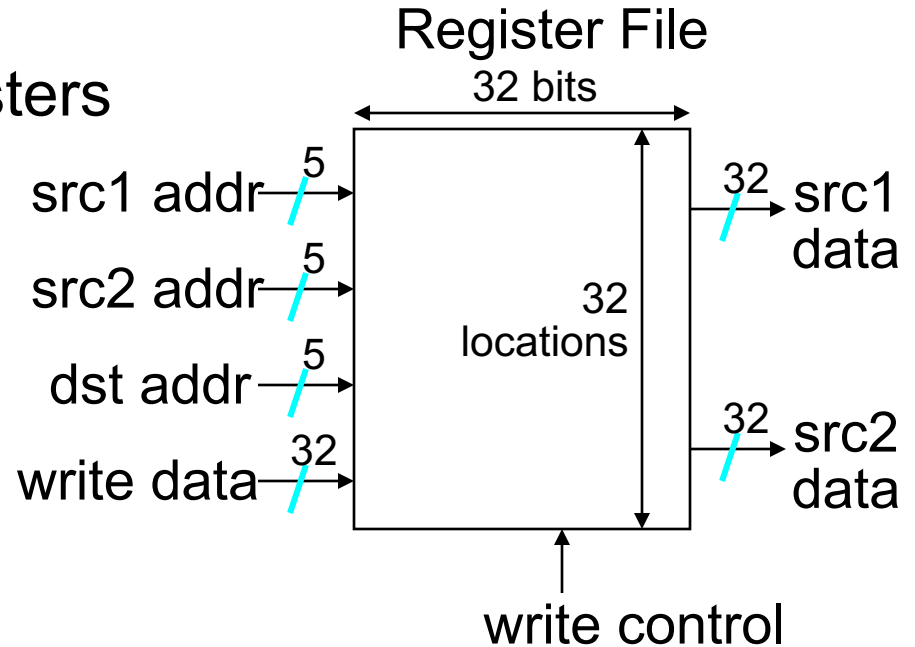 Register File
32 bits
sters
5
src1 addr
32
src1
data
5
src2 addr
32
locations
5
dst addr
32
write data
32
src2
data
write control